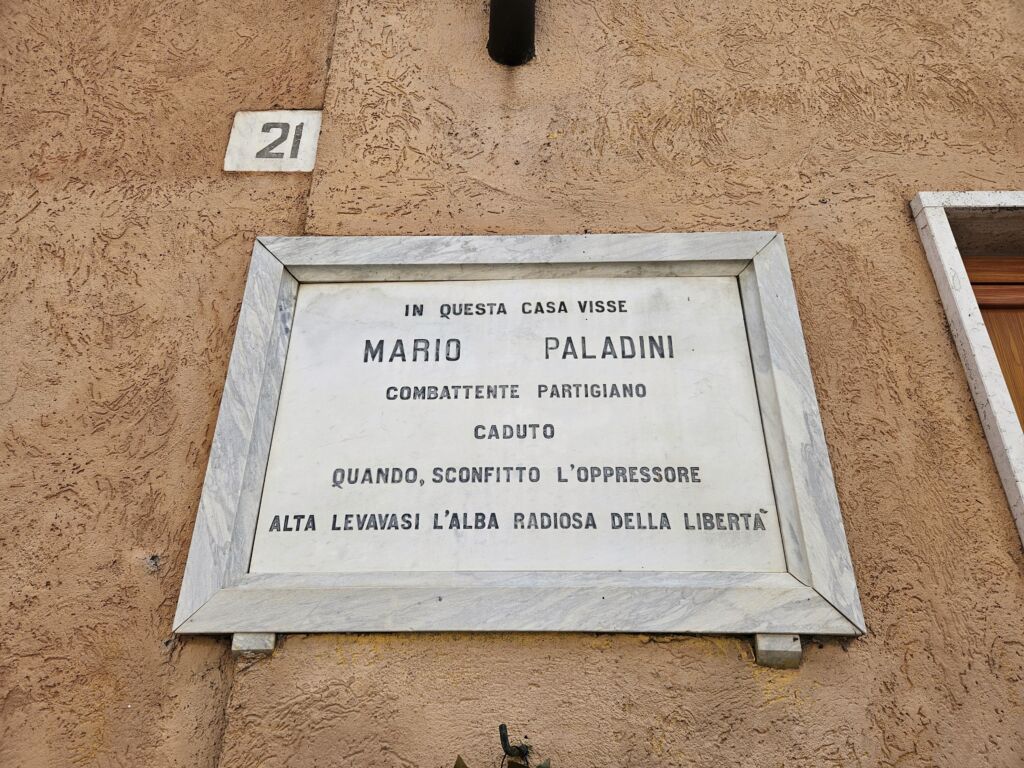 21
IN QUESTA CASA VISSE
MARIO PALADINI
COMBATTENTE PARTIGIANO
CADUTO
QUANDO, SCONFITTO L'OPPRESSORE
ALTA LEVAVASI L'ALBA RADIOSA DELLA LIBERTÀ